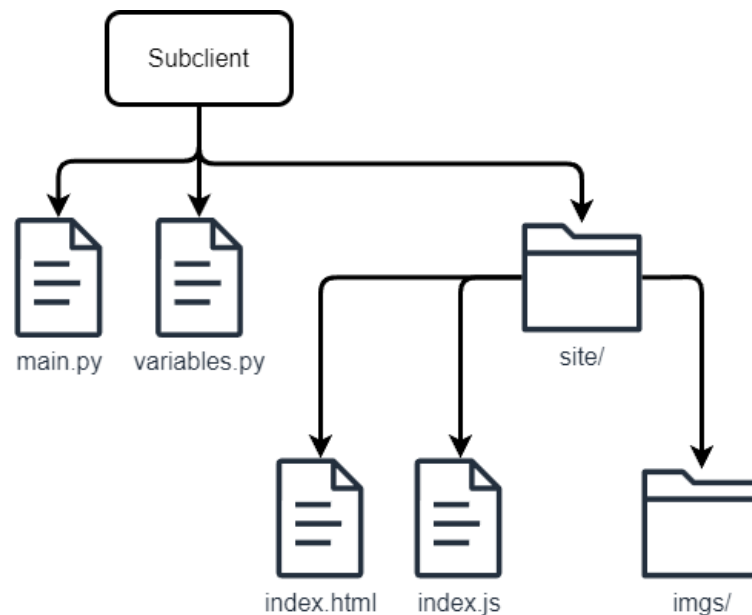 Subclient
main.py
variables.py
site/
index.html
index.js
imgs/